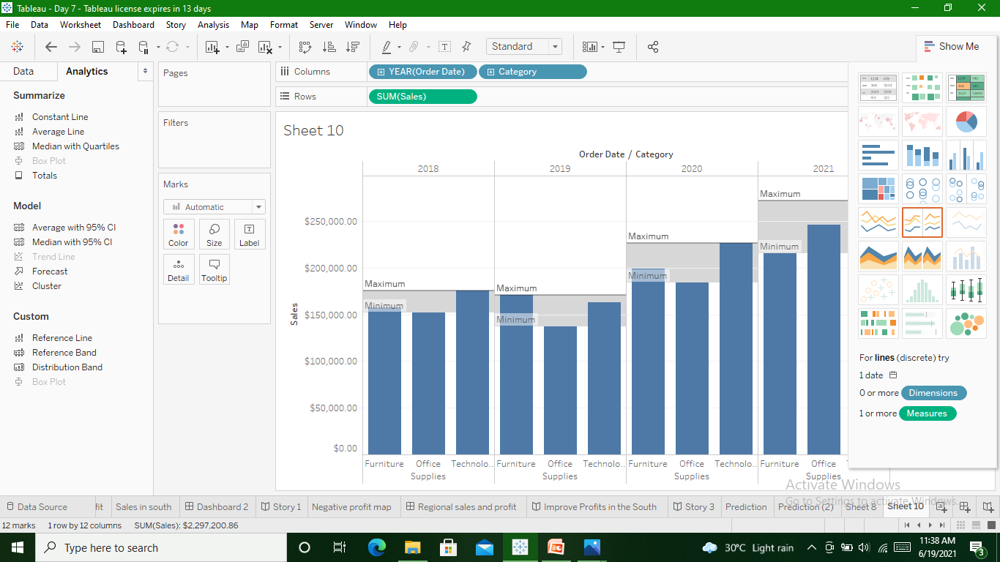 Tableau - Day 7 - Tableau license expires in 13 days
File Data Worksheet Dashboard Story Analysis Map Format Server Window Help
Standard
Show Me
Data Analytics
Summarize
Constant Line
Average Line
Median with Quartiles
Box Plot
Totals
Model
Average with 95% CI
Median with 95% CI
Trend Line
Forecast
Cluster
Custom
Reference Line
Reference Band
Distribution Band
Box Plot
Pages
Filters
Marks
Automatic
Color Size Label
Detail Tooltip
Columns YEAR(Order Date) Category
Rows SUM(Sales)
Sheet 10
Order Date / Category
2018 2019 2020 2021
Maximum
$250,000.00
Maximum
Minimum
$200,000.00
Minimum
Maximum
Maximum
Minimum
Minimum
$150,000.00
Sales
$100,000.00
$50,000.00
$0.00
Furniture Office Supplies Technolo.. Furniture Office Supplies Technolo.. Furniture Office Supplies Technolo.. Furniture Office Supplies
For lines (discrete) try
1 date
0 or more Dimensions
1 or more Measures
Activate Windows
Go to Settings to activate Windows.
Data Source fit Sales in south Dashboard 2 Story 1 Negative profit map Regional sales and profit Improve Profits in the South Story 3 Prediction Prediction (2) Sheet 8 Sheet 10
12 marks 1 row by 12 columns SUM(Sales): $2,297,200.86
Type here to search
30°C Light rain
11:38 AM
6/19/2021
3